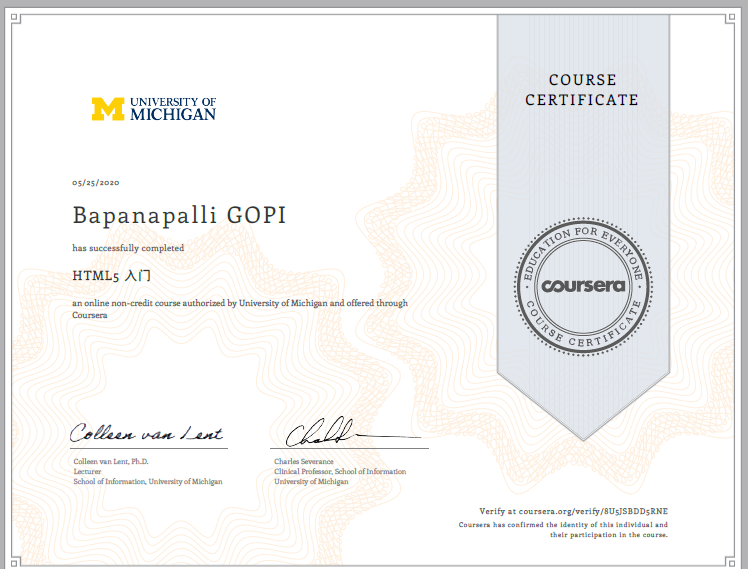 COURSE
CERTIFICATE
UNIVERSITY OF
MICHIGAN
05/25/2020
Bapanapalli GOPI
has successfully completed
HTML5 入门
an online non-credit course authorized by University of Michigan and offered through
Coursera
EDUCATION FOR EVERYONE
coursera
COURSE CERTIFICATE
Colleen van Lent
Colleen van Lent, Ph.D.
Lecturer
School of Information, University of Michigan
Charles Severance
Clinical Professor, School of Information
University of Michigan
Verify at coursera.org/verify/8U5JSBDD5RNE
Coursera has confirmed the identity of this individual and
their participation in the course.